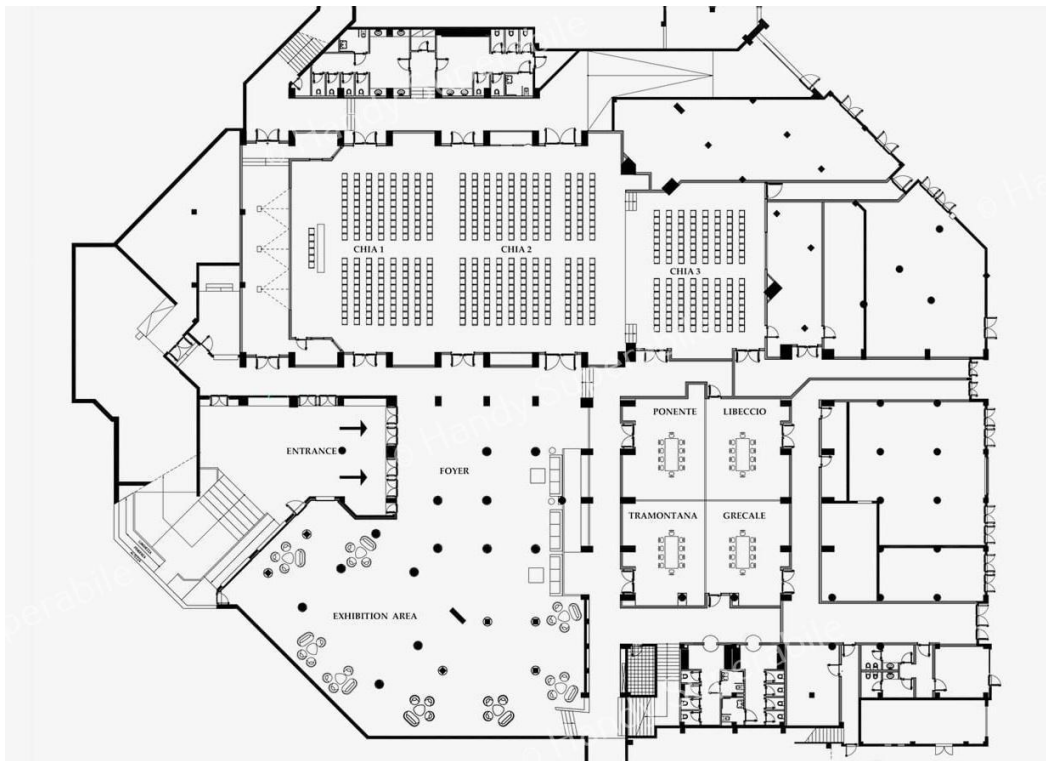 CHIA 1
CHIA 2
CHIA 3
PONENTE
LIBECCIO
ENTRANCE
FOYER
TRAMONTANA
GRECALE
EXHIBITION AREA